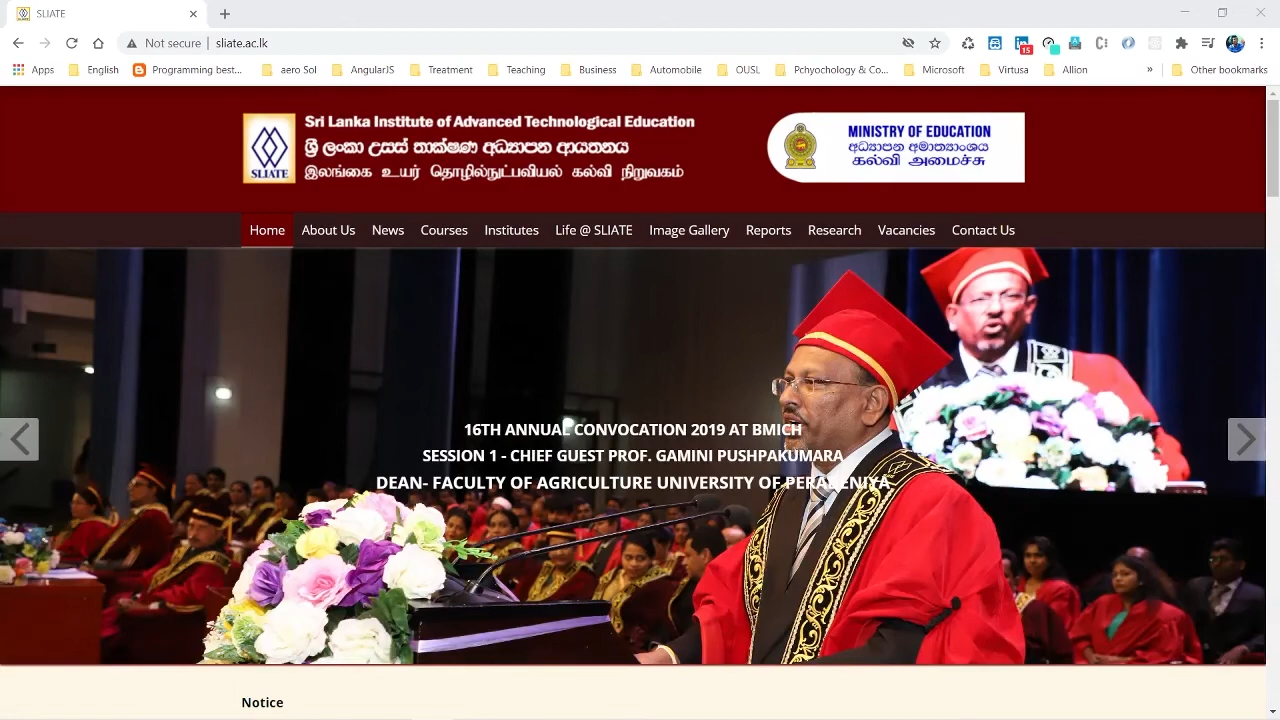 SLIATE
Not secure | sliate.ac.lk
15
Apps English Programming best... aero Sol AngularJS Treatment Teaching Business Automobile OUSL Pchyochology & Co... Microsoft Virtusa Allion » Other bookmarks
Sri Lanka Institute of Advanced Technological Education
ශ්‍රී ලංකා උසස් තාක්ෂණ අධ්‍යාපන ආයතනය
இலங்கை உயர் தொழில்நுட்பவியல் கல்வி நிறுவகம்
SLIATE
MINISTRY OF EDUCATION
අධ්‍යාපන අමාත්‍යාංශය
கல்வி அமைச்சு
Home About Us News Courses Institutes Life @ SLIATE Image Gallery Reports Research Vacancies Contact Us
16TH ANNUAL CONVOCATION 2019 AT BMICH
SESSION 1 - CHIEF GUEST PROF. GAMINI PUSHPAKUMARA
DEAN- FACULTY OF AGRICULTURE UNIVERSITY OF PERADENIYA
Notice